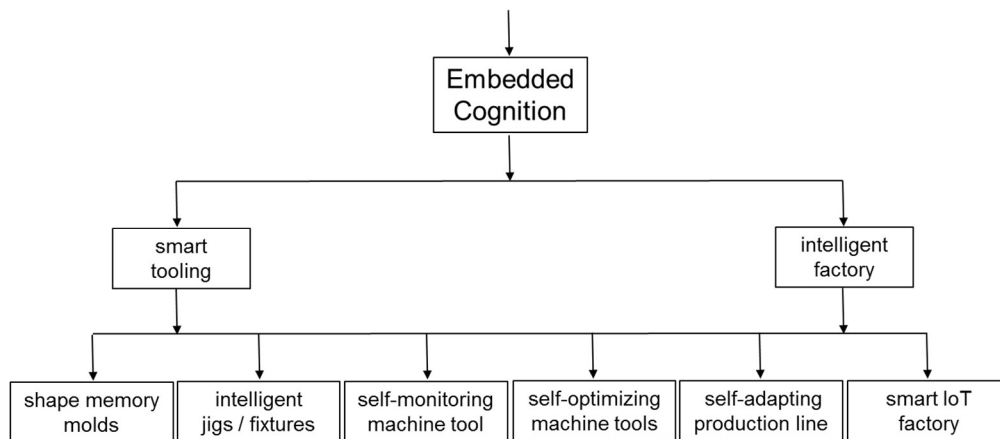 Embedded
Cognition
smart
tooling
intelligent
factory
shape memory
molds
intelligent
jigs / fixtures
self-monitoring
machine tool
self-optimizing
machine tools
self-adapting
production line
smart IoT
factory